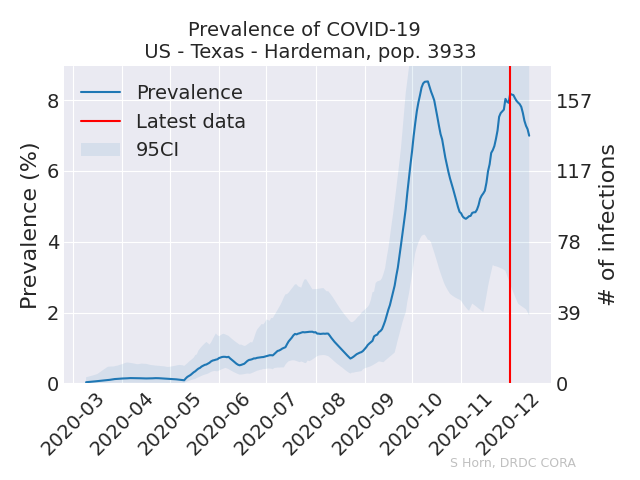 Prevalence of COVID-19
US - Texas - Hardeman, pop. 3933
Prevalence
Latest data
95CI
Prevalence (%)
8
6
4
2
0
157
117
78
39
0
# of infections
2020-03
2020-04
2020-05
2020-06
2020-07
2020-08
2020-09
2020-10
2020-11
2020-12
S Horn, DRDC CORA